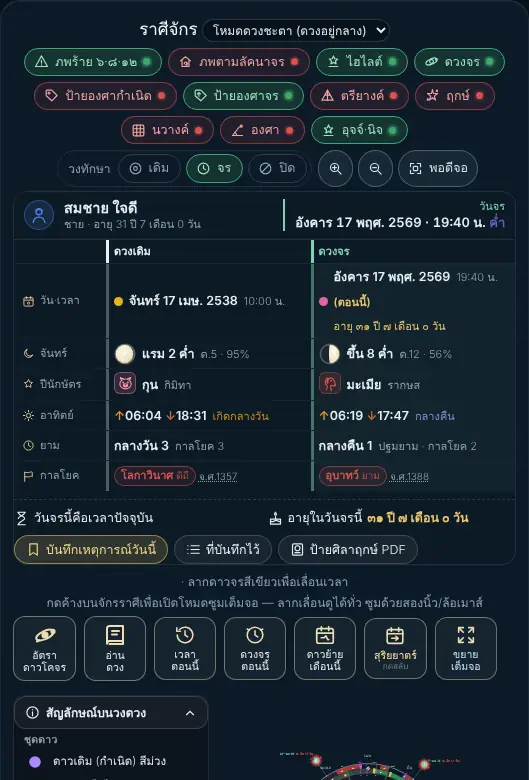 ราศีจักร โหมดดวงชะตา (ดวงอยู่กลาง)
ภพร้าย ๖·๘·๑๒ ภพตามลัคนาจร ไฮไลต์ ดวงจร
ป้ายองศากำเนิด ป้ายองศาจร ตรียางค์ ฤกษ์
นวางค์ องศา อุจจ์·นิจ
วงทักษา เดิม จร ปิด พอดีจอ
สมชาย ใจดี
ชาย · อายุ 31 ปี 7 เดือน 0 วัน
วันจร
อังคาร 17 พฤศ. 2569 · 19:40 น. ค่ำ
ดวงเดิม ดวงจร
วัน·เวลา จันทร์ 17 เมษ. 2538 10:00 น. อังคาร 17 พฤศ. 2569 19:40 น.
(ตอนนี้)
อายุ ๓๑ ปี ๗ เดือน ๐ วัน
จันทร์ แรม 2 ค่ำ ด.5 · 95% ขึ้น 8 ค่ำ ด.12 · 56%
ปีนักษัตร กุน กิมิทา มะเมีย รากษส
อาทิตย์ ↑06:04 ↓18:31 เกิดกลางวัน ↑06:19 ↓17:47 กลางคืน
ยาม กลางวัน 3 กาลโยค 3 กลางคืน 1 ปฐมยาม · กาลโยค 2
กาลโยค โลกาวินาศ ดิถี จ.ศ.1357 อุบาทว์ ยาม จ.ศ.1388
วันจรนี้คือเวลาปัจจุบัน อายุในวันจรนี้ ๓๑ ปี ๗ เดือน ๐ วัน
บันทึกเหตุการณ์วันนี้ ที่บันทึกไว้ ป้ายศิลาฤกษ์ PDF
· ลากดาวจรสีเขียวเพื่อเลื่อนเวลา
กดค้างบนจักรราศีเพื่อเปิดโหมดซูมเต็มจอ — ลากเลื่อนดูได้ทั่ว ซูมด้วยสองนิ้ว/ล้อเมาส์
อัตรา ดาวโคจร
อ่าน ดวง
เวลา ตอนนี้
ดวงจร ตอนนี้
ดาวย้าย เดือนนี้
สุริยยาตร์ กดสลับ
ขยาย เต็มจอ
สัญลักษณ์บนวงดวง
ชุดดาว
ดาวเดิม (กำเนิด) สีม่วง